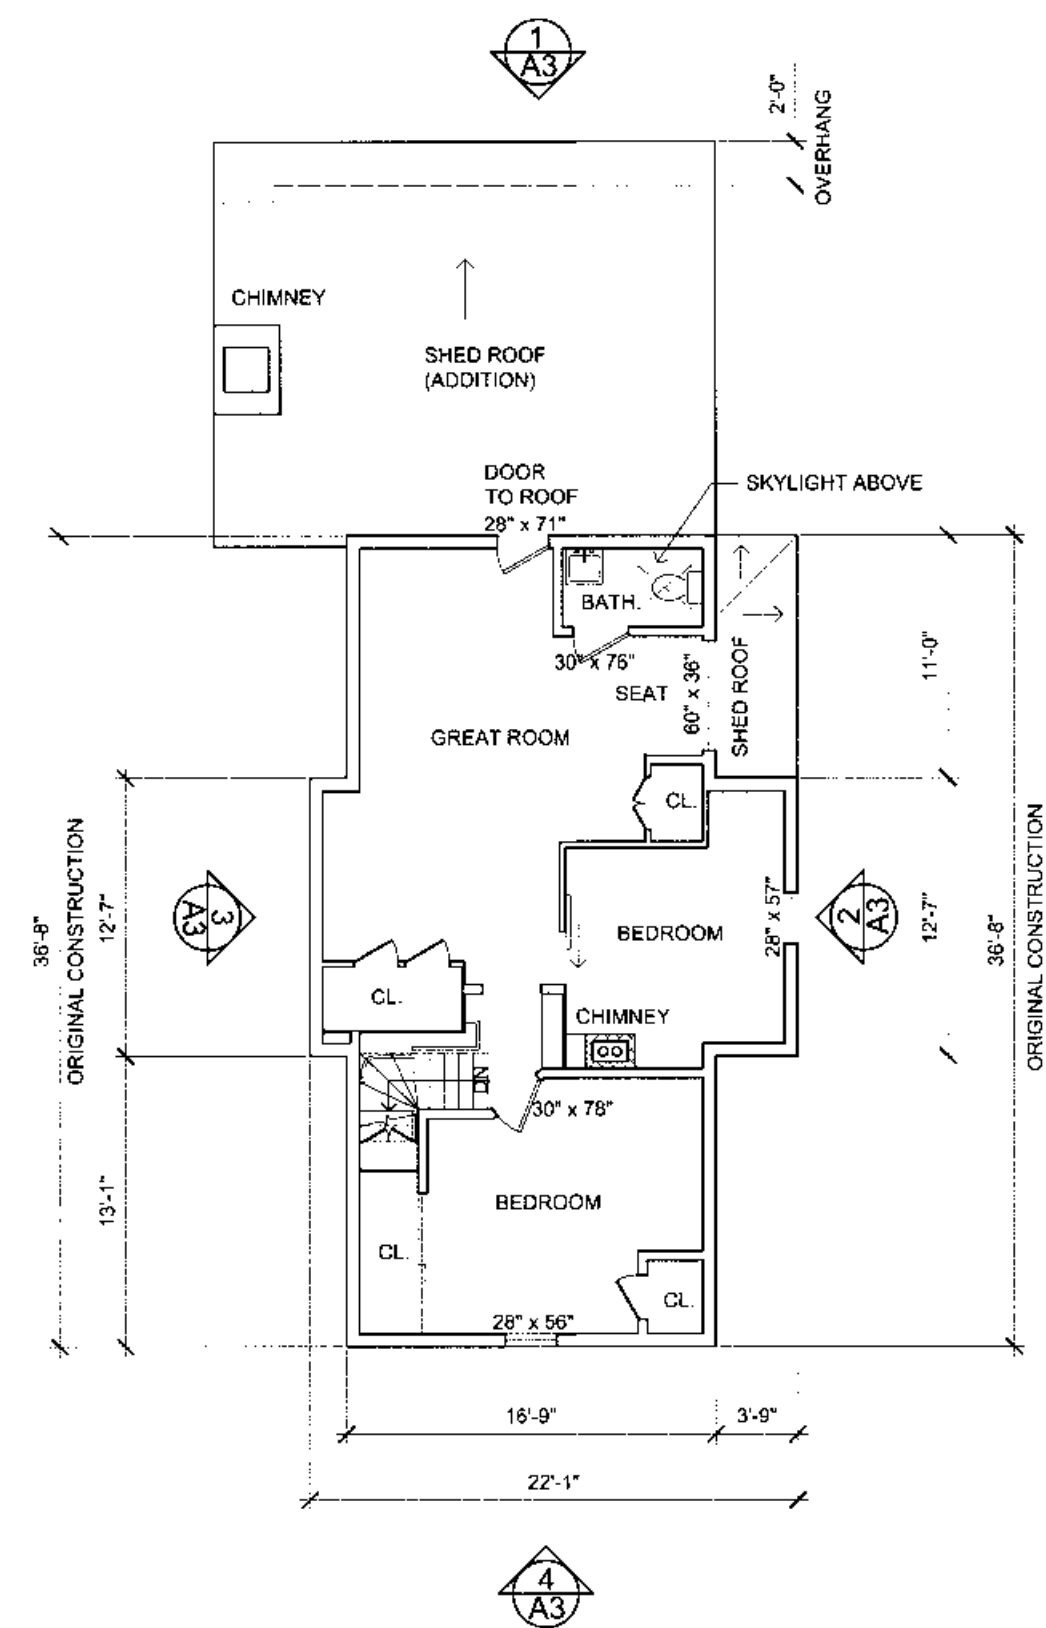 1
A3
2'-0"
OVERHANG
CHIMNEY
SHED ROOF
(ADDITION)
DOOR
TO ROOF
28" x 71"
SKYLIGHT ABOVE
BATH.
30" x 76"
SEAT
60" x 36"
SHED ROOF
11'-0"
GREAT ROOM
CL.
ORIGINAL CONSTRUCTION
36'-8"
12'-7"
3
A3
BEDROOM
28" x 57"
2
A3
12'-7"
36'-8"
ORIGINAL CONSTRUCTION
CL.
CHIMNEY
DN
30" x 78"
13'-1"
BEDROOM
CL.
CL.
28" x 56"
16'-9"
3'-9"
22'-1"
4
A3